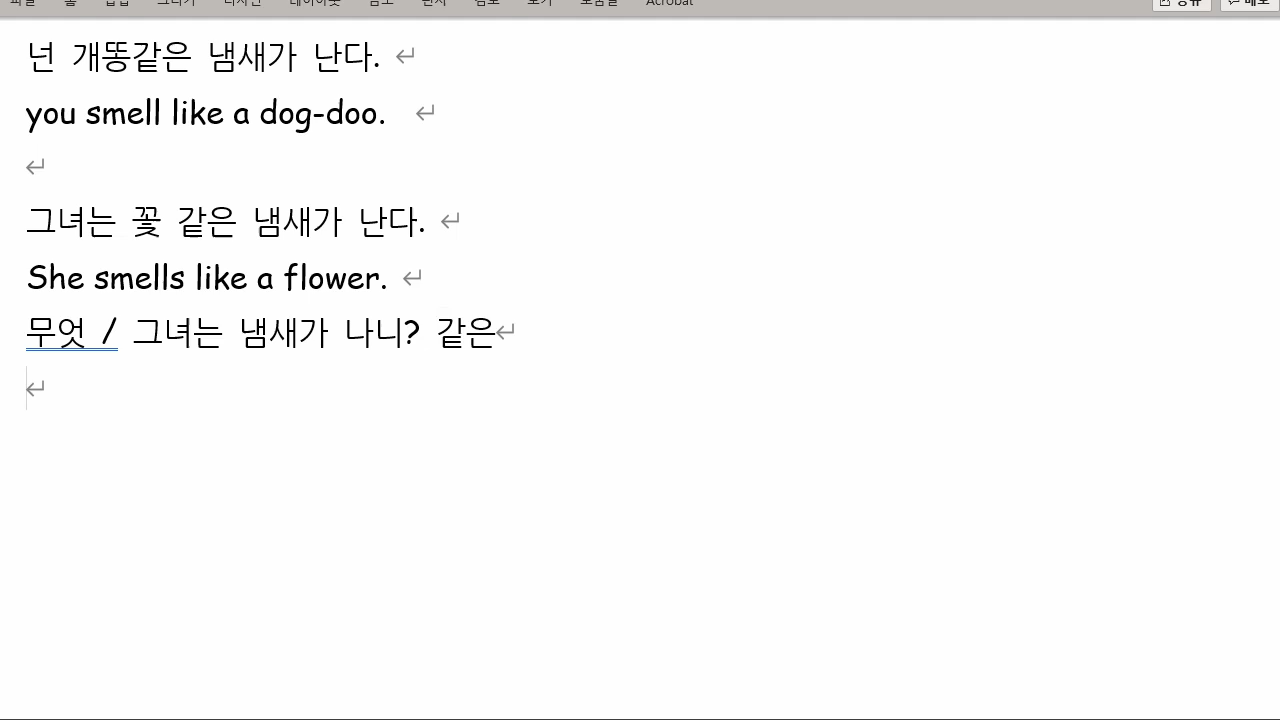 Acrobat
넌 개똥같은 냄새가 난다.
you smell like a dog-doo.
그녀는 꽃 같은 냄새가 난다.
She smells like a flower.
무엇 / 그녀는 냄새가 나니? 같은